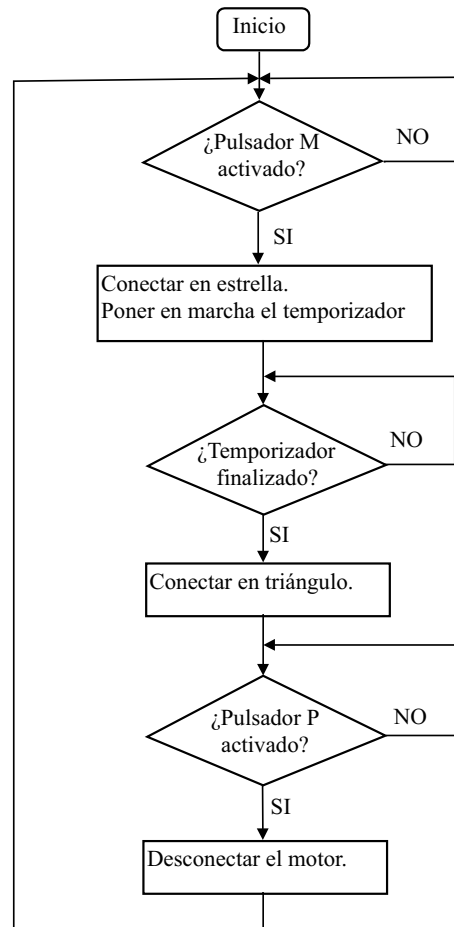 Inicio
¿Pulsador M
activado?
NO
SI
Conectar en estrella.
Poner en marcha el temporizador
¿Temporizador
finalizado?
NO
SI
Conectar en triángulo.
¿Pulsador P
activado?
NO
SI
Desconectar el motor.